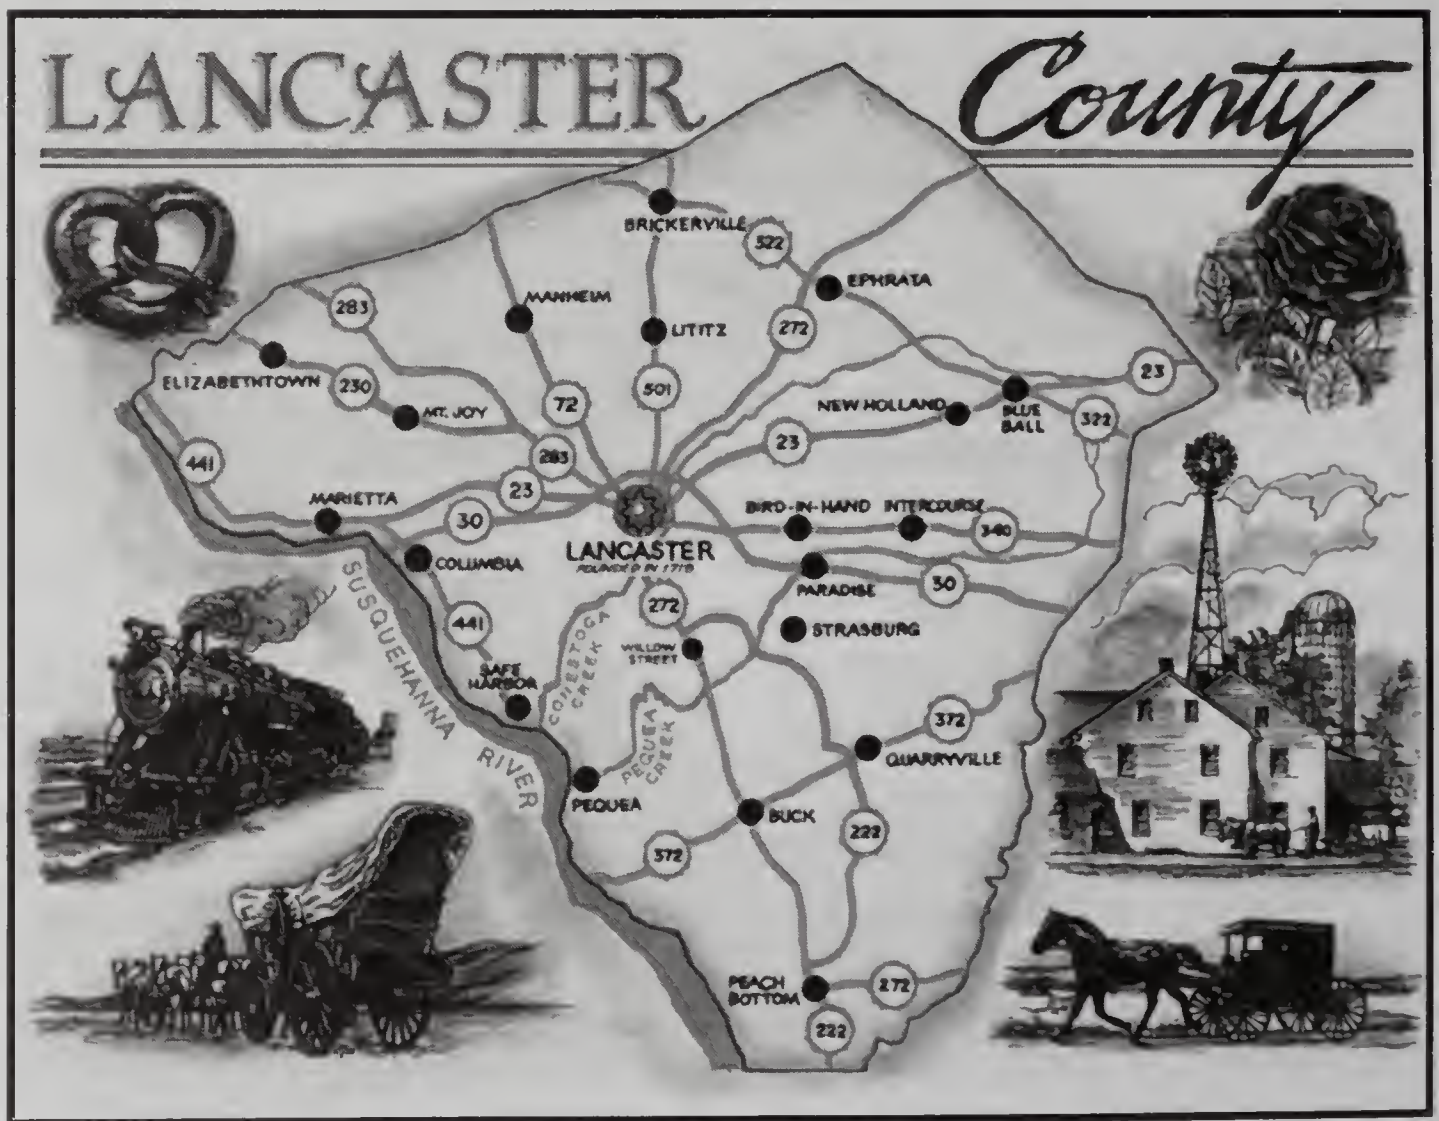 LANCASTER County
BRICKERVILLE
322
EPHRATA
283
MANHEIM
LITITZ
272
ELIZABETHTOWN
230
MT. JOY
72
501
23
NEW HOLLAND
BLUE
BALL
322
441
283
23
23
MARIETTA
30
BIRD-IN-HAND
INTERCOURSE
340
LANCASTER
FOUNDED IN 1718
COLUMBIA
PARADISE
30
SUSQUEHANNA RIVER
441
272
CONESTOGA
CREEK
WILLOW
STREET
STRASBURG
SAFE
HARBOR
PEQUEA
CREEK
372
QUARRYVILLE
PEQUEA
BUCK
222
372
PEACH
BOTTOM
272
222